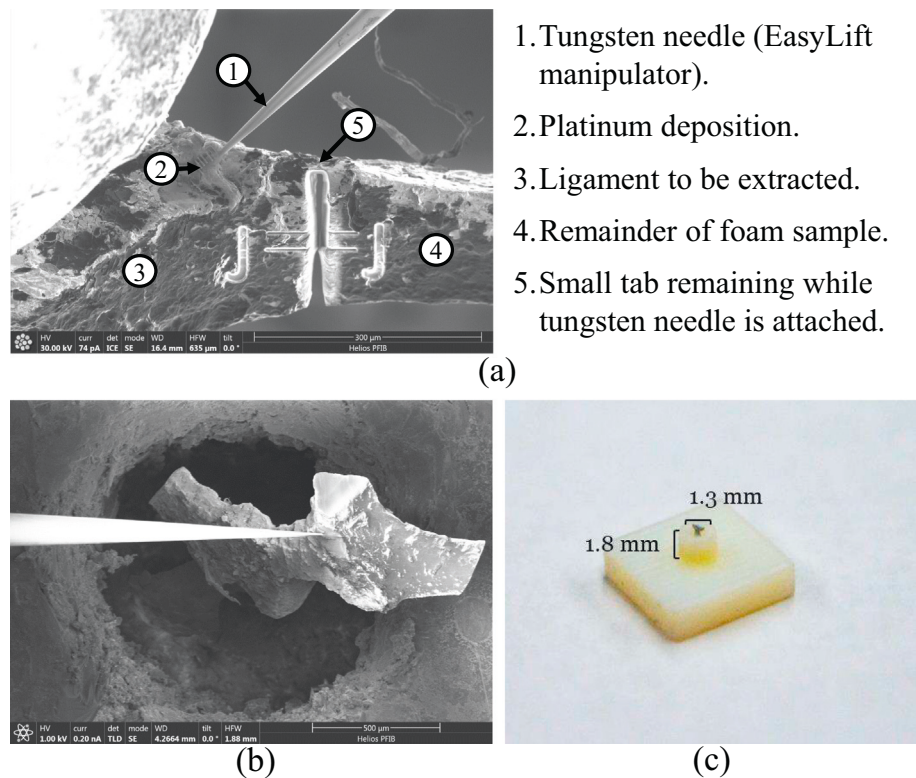 1
5
2
3
4
HV curr det mode WD HFW tilt
30.00 kV 74 pA ICE SE 16.4 mm 635 µm 0.0 °
300 µm
Helios PFIB
1. Tungsten needle (EasyLift
manipulator).
2. Platinum deposition.
3. Ligament to be extracted.
4. Remainder of foam sample.
5. Small tab remaining while
tungsten needle is attached.
(a)
HV curr det mode WD tilt HFW
1.00 kV 0.20 nA TLD SE 4.2664 mm 0.0 ° 1.88 mm
500 µm
Helios PFIB
(b)
1.3 mm
1.8 mm
(c)